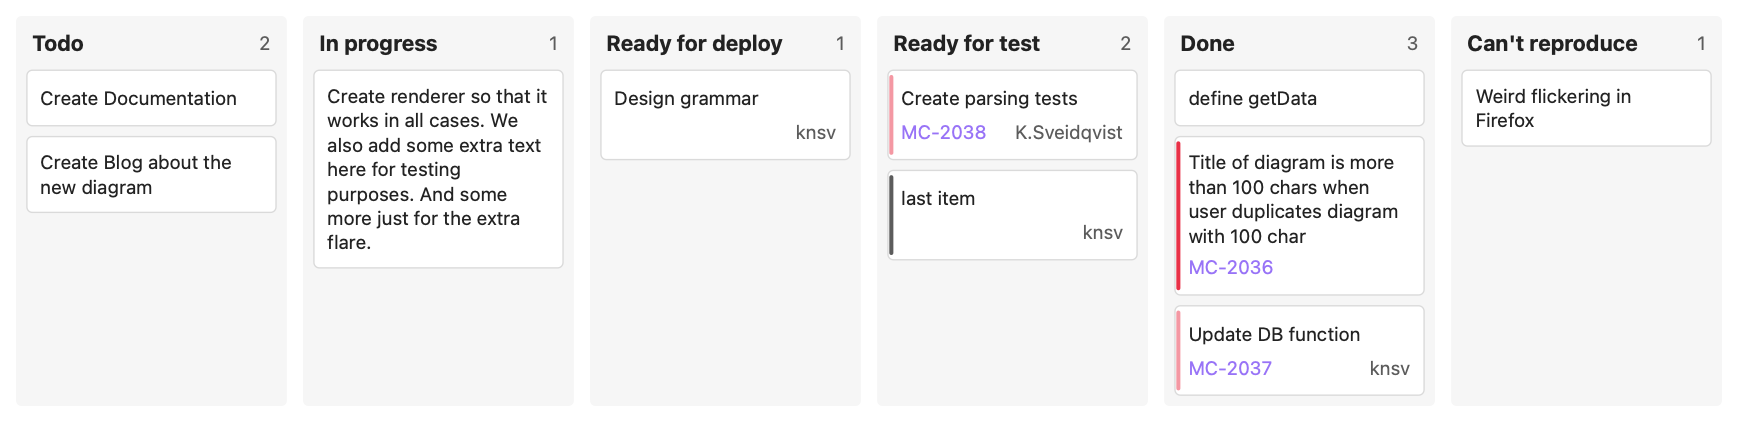 Todo 2
Create Documentation
Create Blog about the
new diagram
In progress 1
Create renderer so that it
works in all cases. We
also add some extra text
here for testing
purposes. And some
more just for the extra
flare.
Ready for deploy 1
Design grammar
knsv
Ready for test 2
Create parsing tests
MC-2038 K.Sveidqvist
last item
knsv
Done 3
define getData
Title of diagram is more
than 100 chars when
user duplicates diagram
with 100 char
MC-2036
Update DB function
MC-2037 knsv
Can't reproduce 1
Weird flickering in
Firefox